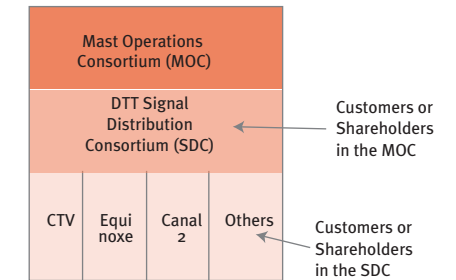 Mast Operations
Consortium (MOC)
DTT Signal
Distribution
Consortium (SDC)
Customers or
Shareholders
in the MOC
CTV
Equi
noxe
Canal
2
Others
Customers or
Shareholders
in the SDC